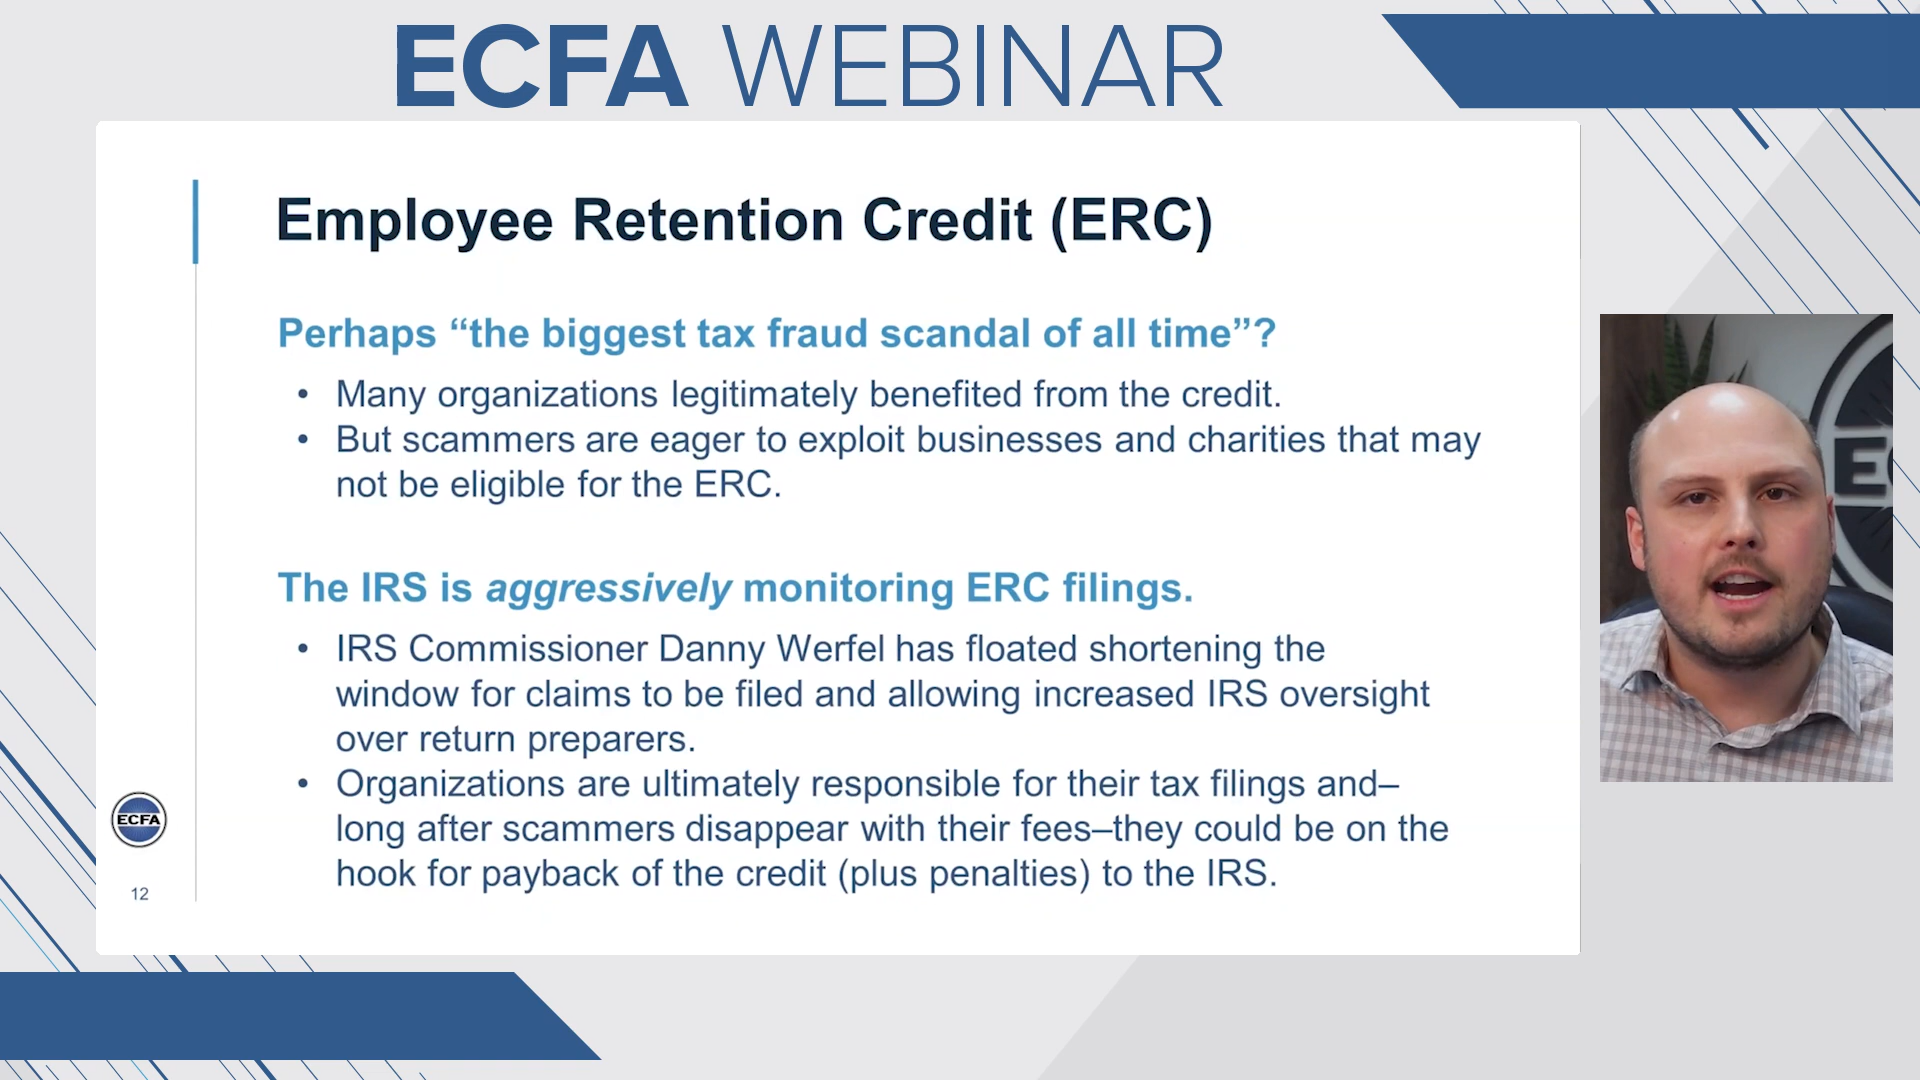 ECFA WEBINAR
Employee Retention Credit (ERC)
Perhaps “the biggest tax fraud scandal of all time”?
• Many organizations legitimately benefited from the credit.
• But scammers are eager to exploit businesses and charities that may
not be eligible for the ERC.
The IRS is aggressively monitoring ERC filings.
• IRS Commissioner Danny Werfel has floated shortening the
window for claims to be filed and allowing increased IRS oversight
over return preparers.
• Organizations are ultimately responsible for their tax filings and–
long after scammers disappear with their fees–they could be on the
hook for payback of the credit (plus penalties) to the IRS.
ECFA
12